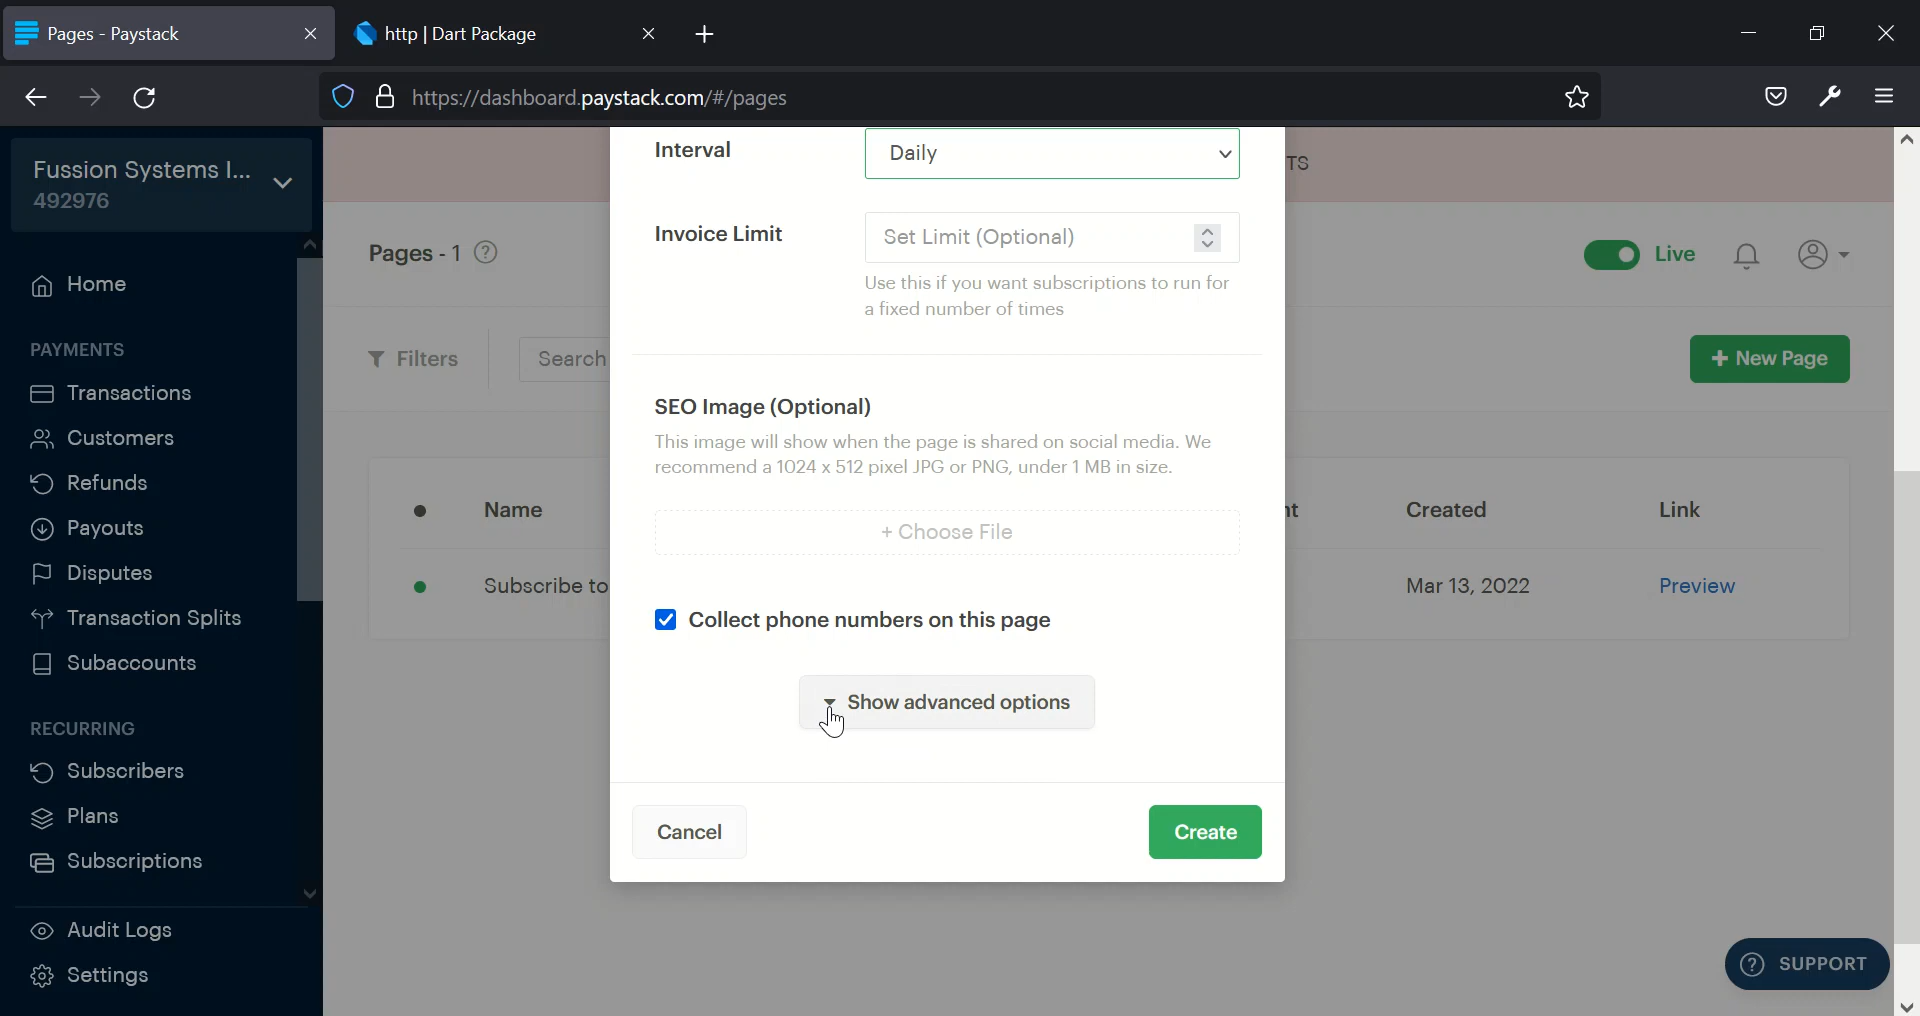 Pages - Paystack
http | Dart Package
https://dashboard.paystack.com/#/pages
Fussion Systems I...
492976
Home
PAYMENTS
Transactions
Customers
Refunds
Payouts
Disputes
Transaction Splits
Subaccounts
RECURRING
Subscribers
Plans
Subscriptions
Audit Logs
Settings
TS
Pages - 1
Live
Filters
Search
+ New Page
Name
nt
Created
Link
Subscribe to
Mar 13, 2022
Preview
Interval
Daily
Invoice Limit
Set Limit (Optional)
Use this if you want subscriptions to run for
a fixed number of times
SEO Image (Optional)
This image will show when the page is shared on social media. We
recommend a 1024 x 512 pixel JPG or PNG, under 1 MB in size.
+ Choose File
Collect phone numbers on this page
Show advanced options
Cancel
Create
SUPPORT